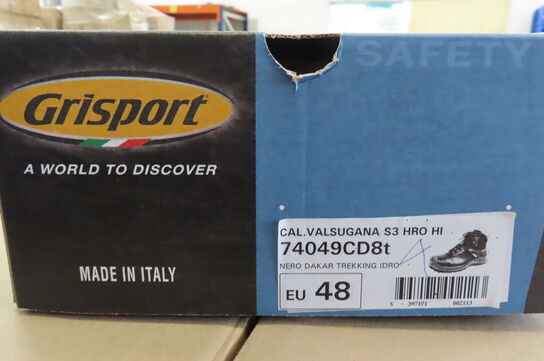 Grisport
A WORLD TO DISCOVER
MADE IN ITALY
SAFETY
CAL.VALSUGANA S3 HRO HI
74049CD8t
NERO DAKAR TREKKING IDRO
EU 48